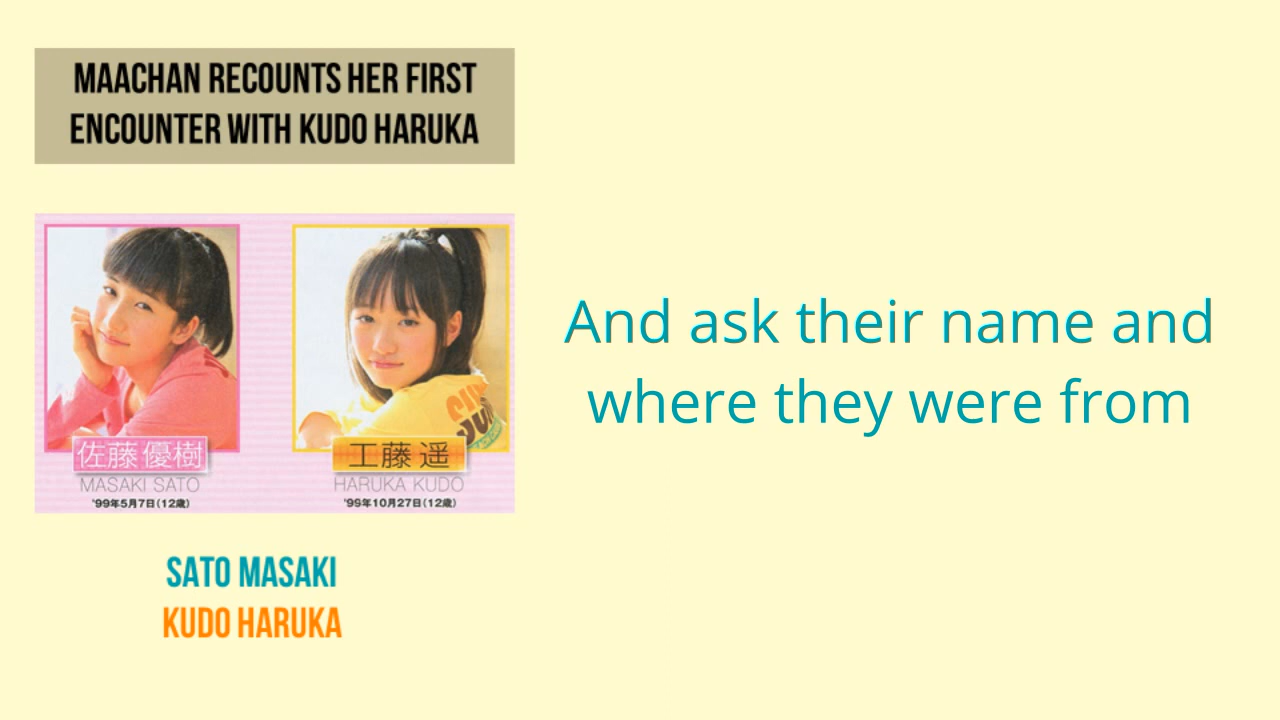 MAACHAN RECOUNTS HER FIRST
ENCOUNTER WITH KUDO HARUKA
And ask their name and
where they were from
佐藤優樹
MASAKI SATO
'99年5月7日(12歳)
工藤 遥
HARUKA KUDO
'99年10月27日(12歳)
SATO MASAKI
KUDO HARUKA